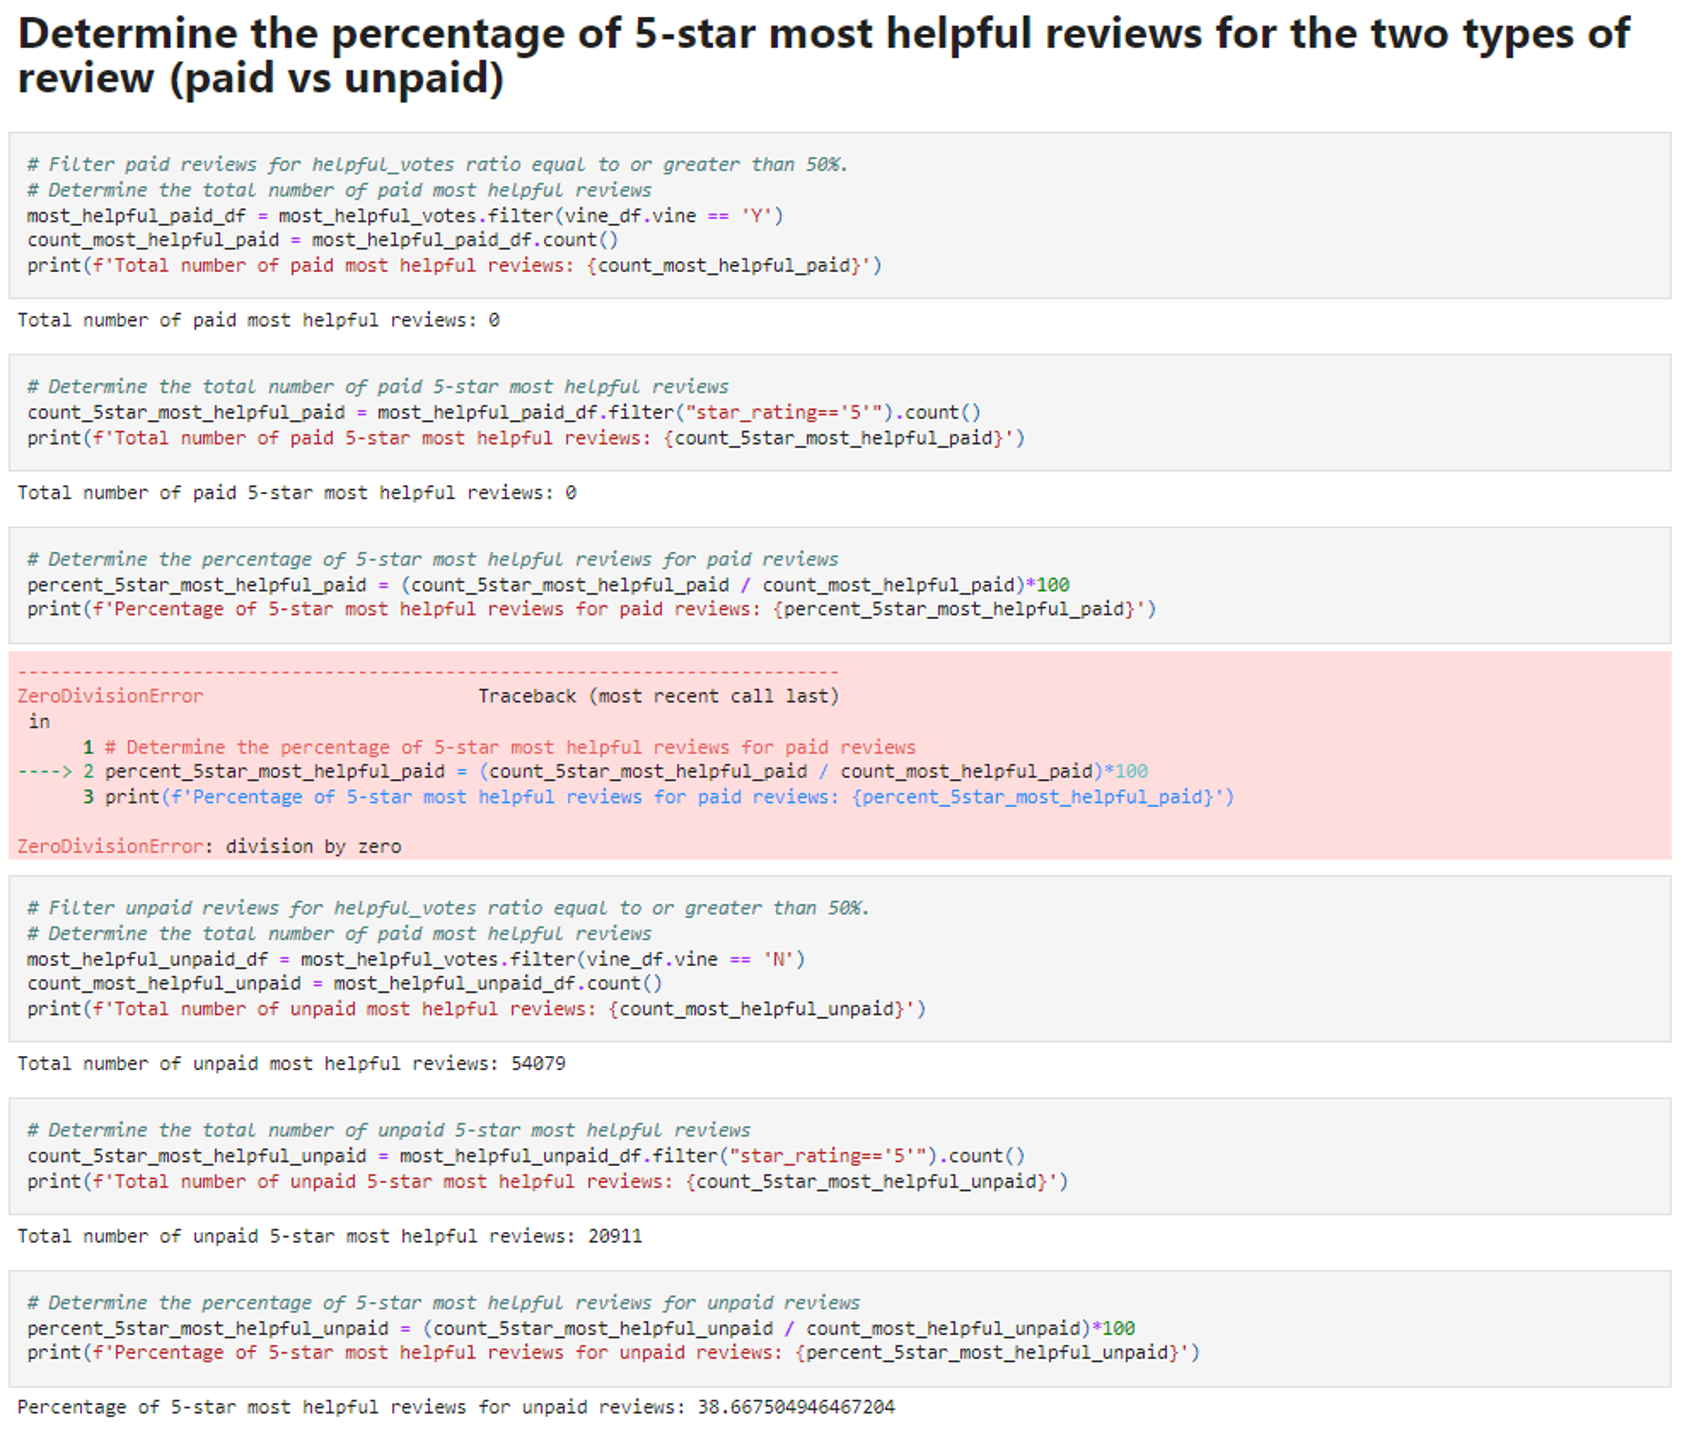 Determine the percentage of 5-star most helpful reviews for the two types of
review (paid vs unpaid)
# Filter paid reviews for helpful_votes ratio equal to or greater than 50%.
# Determine the total number of paid most helpful reviews
most_helpful_paid_df = most_helpful_votes.filter(vine_df.vine == 'Y')
count_most_helpful_paid = most_helpful_paid_df.count()
print(f'Total number of paid most helpful reviews: {count_most_helpful_paid}')
Total number of paid most helpful reviews: 0
# Determine the total number of paid 5-star most helpful reviews
count_5star_most_helpful_paid = most_helpful_paid_df.filter("star_rating=='5'").count()
print(f'Total number of paid 5-star most helpful reviews: {count_5star_most_helpful_paid}')
Total number of paid 5-star most helpful reviews: 0
# Determine the percentage of 5-star most helpful reviews for paid reviews
percent_5star_most_helpful_paid = (count_5star_most_helpful_paid / count_most_helpful_paid)*100
print(f'Percentage of 5-star most helpful reviews for paid reviews: {percent_5star_most_helpful_paid}')
---------------------------------------------------------------------------
ZeroDivisionError                         Traceback (most recent call last)
 in
      1 # Determine the percentage of 5-star most helpful reviews for paid reviews
----> 2 percent_5star_most_helpful_paid = (count_5star_most_helpful_paid / count_most_helpful_paid)*100
      3 print(f'Percentage of 5-star most helpful reviews for paid reviews: {percent_5star_most_helpful_paid}')
ZeroDivisionError: division by zero
# Filter unpaid reviews for helpful_votes ratio equal to or greater than 50%.
# Determine the total number of paid most helpful reviews
most_helpful_unpaid_df = most_helpful_votes.filter(vine_df.vine == 'N')
count_most_helpful_unpaid = most_helpful_unpaid_df.count()
print(f'Total number of unpaid most helpful reviews: {count_most_helpful_unpaid}')
Total number of unpaid most helpful reviews: 54079
# Determine the total number of unpaid 5-star most helpful reviews
count_5star_most_helpful_unpaid = most_helpful_unpaid_df.filter("star_rating=='5'").count()
print(f'Total number of unpaid 5-star most helpful reviews: {count_5star_most_helpful_unpaid}')
Total number of unpaid 5-star most helpful reviews: 20911
# Determine the percentage of 5-star most helpful reviews for unpaid reviews
percent_5star_most_helpful_unpaid = (count_5star_most_helpful_unpaid / count_most_helpful_unpaid)*100
print(f'Percentage of 5-star most helpful reviews for unpaid reviews: {percent_5star_most_helpful_unpaid}')
Percentage of 5-star most helpful reviews for unpaid reviews: 38.667504946467204